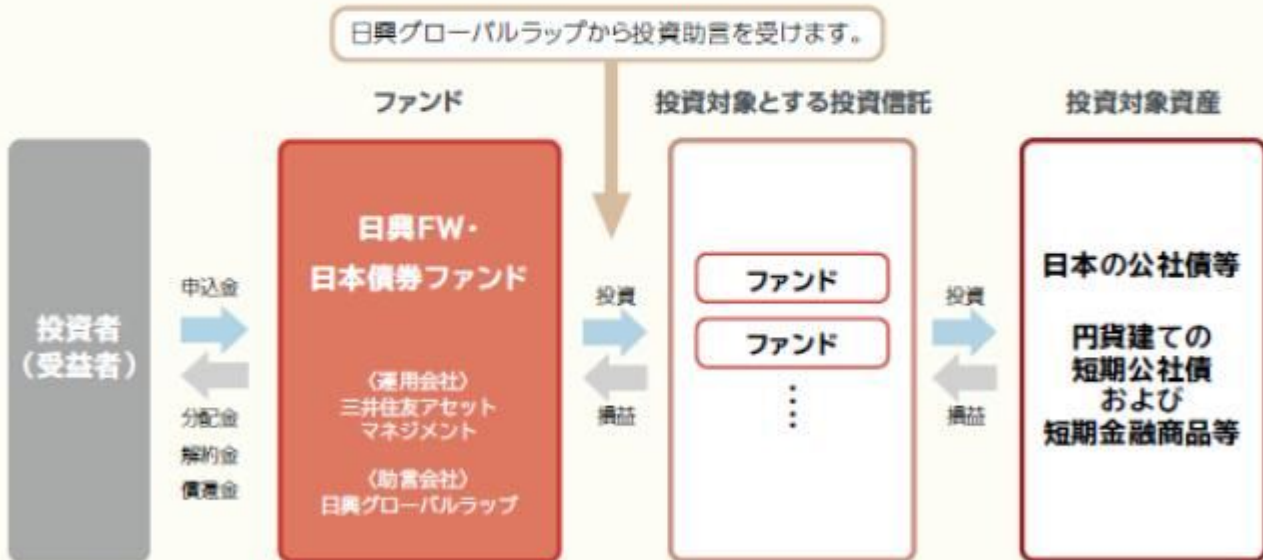 日興グローバルラップから投資助言を受けます。
ファンド
投資対象とする投資信託
投資対象資産
投資者
(受益者)
申込金
分配金
解約金
償還金
日興FW・
日本債券ファンド
〈運用会社〉
三井住友アセット
マネジメント
〈助言会社〉
日興グローバルラップ
投資
損益
ファンド
ファンド
投資
損益
日本の公社債等
円貨建ての
短期公社債
および
短期金融商品等